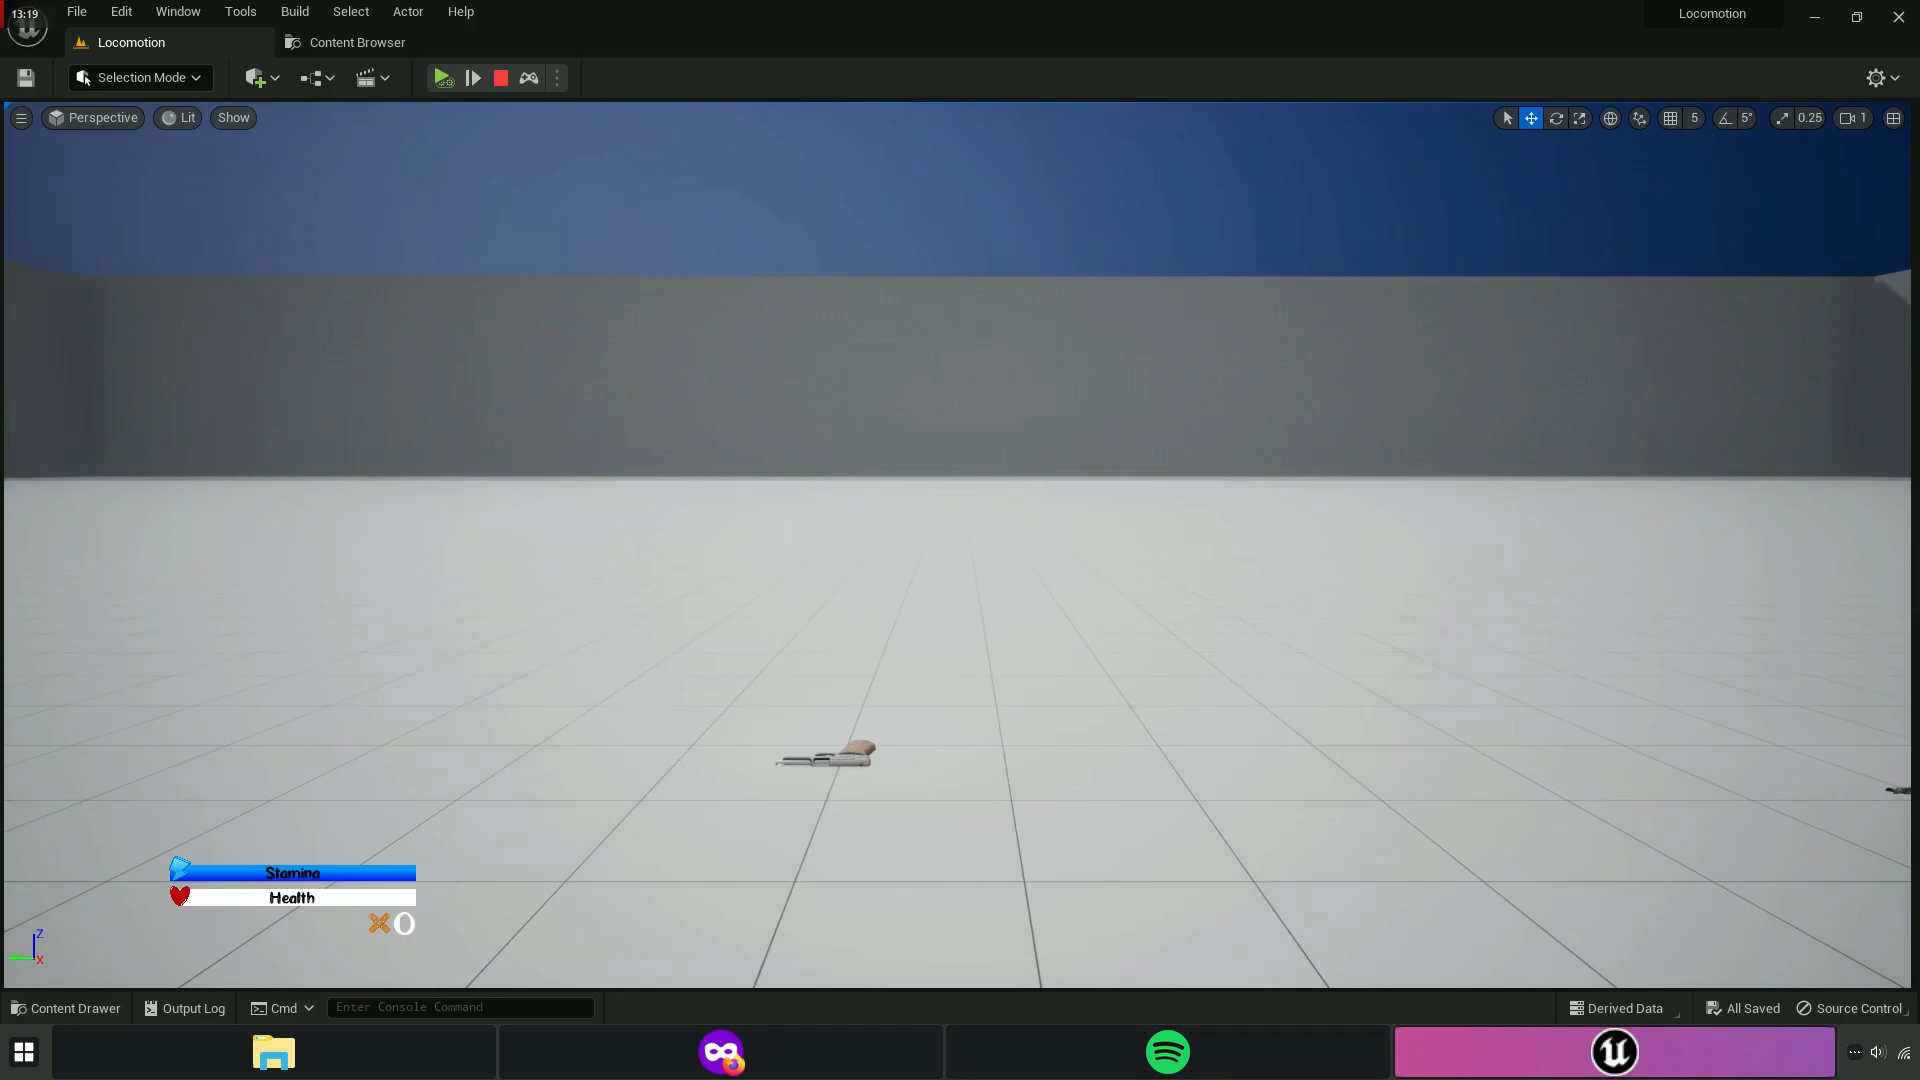 13:19
File Edit Window Tools Build Select Actor Help
Locomotion
Locomotion
Content Browser
Selection Mode
Perspective
Lit
Show
5
5°
0.25
1
Stamina
Health
0
Z
X
Content Drawer
Output Log
Cmd
Enter Console Command
Derived Data
All Saved
Source Control